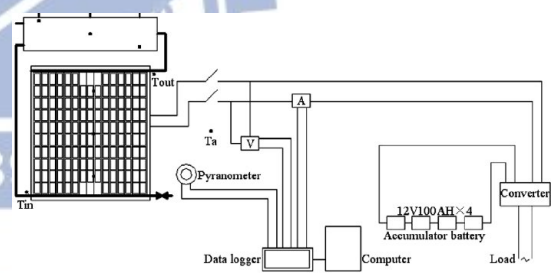 Tout
A
Ta
V
Pyranometer
Tin
Converter
12V100AH×4
Accumulator battery
Data logger
Computer
Load ~